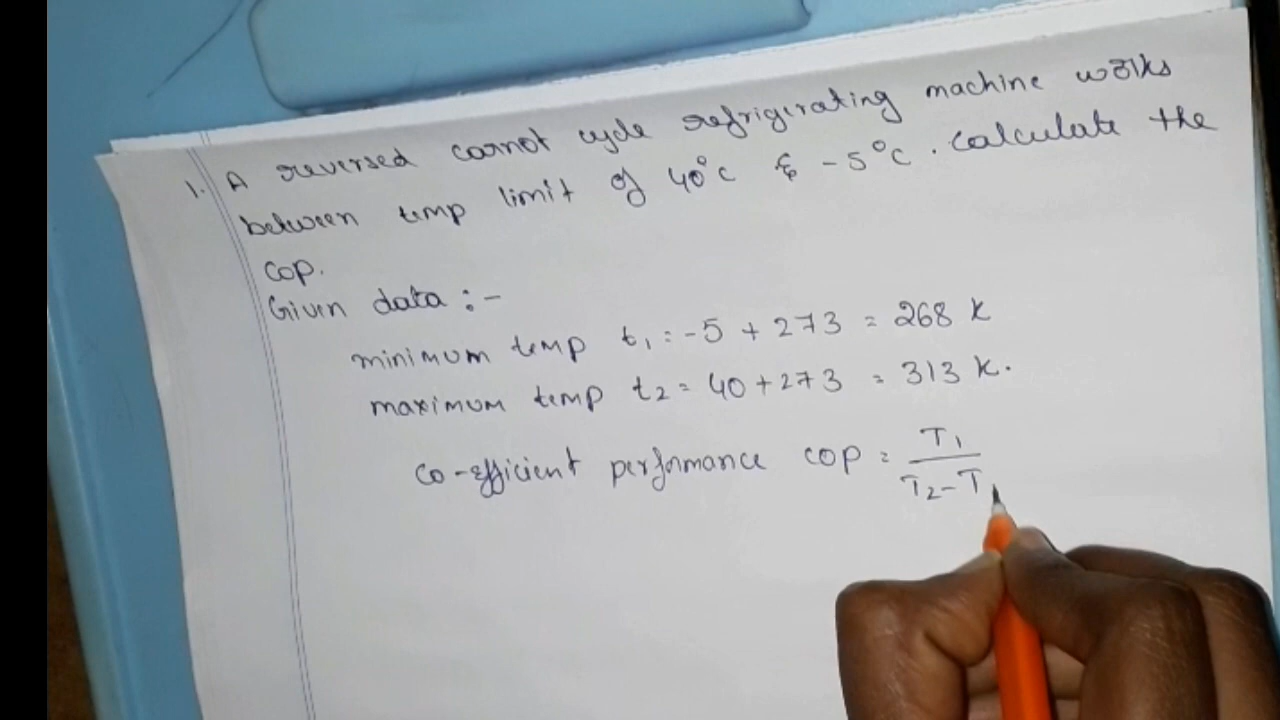 1. A reversed carnot cycle refrigerating machine works
between temp limit of 40°c & -5°c. calculate the
cop.
Given data :-
minimum temp t₁ = -5 + 273 = 268 K
maximum temp t₂ = 40 + 273 = 313 K.
co-efficient performance cop = T₁
T₂ - T₁